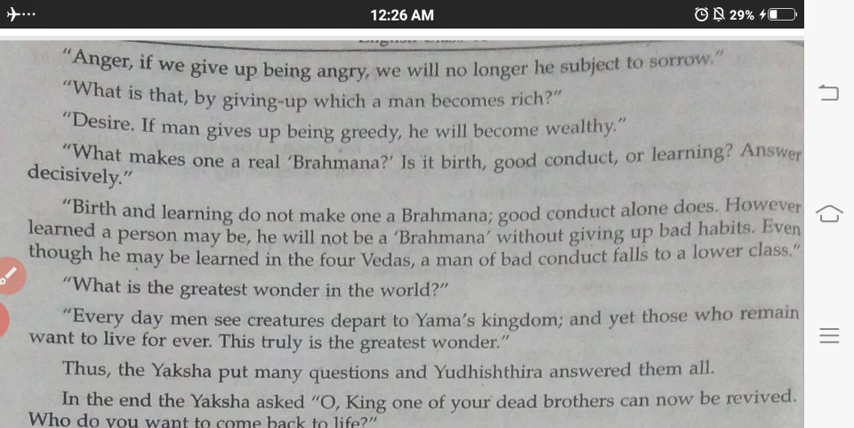 12:26 AM 29%
"Anger, if we give up being angry, we will no longer he subject to sorrow."
"What is that, by giving-up which a man becomes rich?"
"Desire. If man gives up being greedy, he will become wealthy."
"What makes one a real 'Brahmana?' Is it birth, good conduct, or learning? Answer
decisively."
"Birth and learning do not make one a Brahmana; good conduct alone does. However
learned a person may be, he will not be a 'Brahmana' without giving up bad habits. Even
though he may be learned in the four Vedas, a man of bad conduct falls to a lower class."
"What is the greatest wonder in the world?"
"Every day men see creatures depart to Yama's kingdom; and yet those who remain
want to live for ever. This truly is the greatest wonder."
Thus, the Yaksha put many questions and Yudhishthira answered them all.
In the end the Yaksha asked "O, King one of your dead brothers can now be revived.
Who do you want to come back to life?"